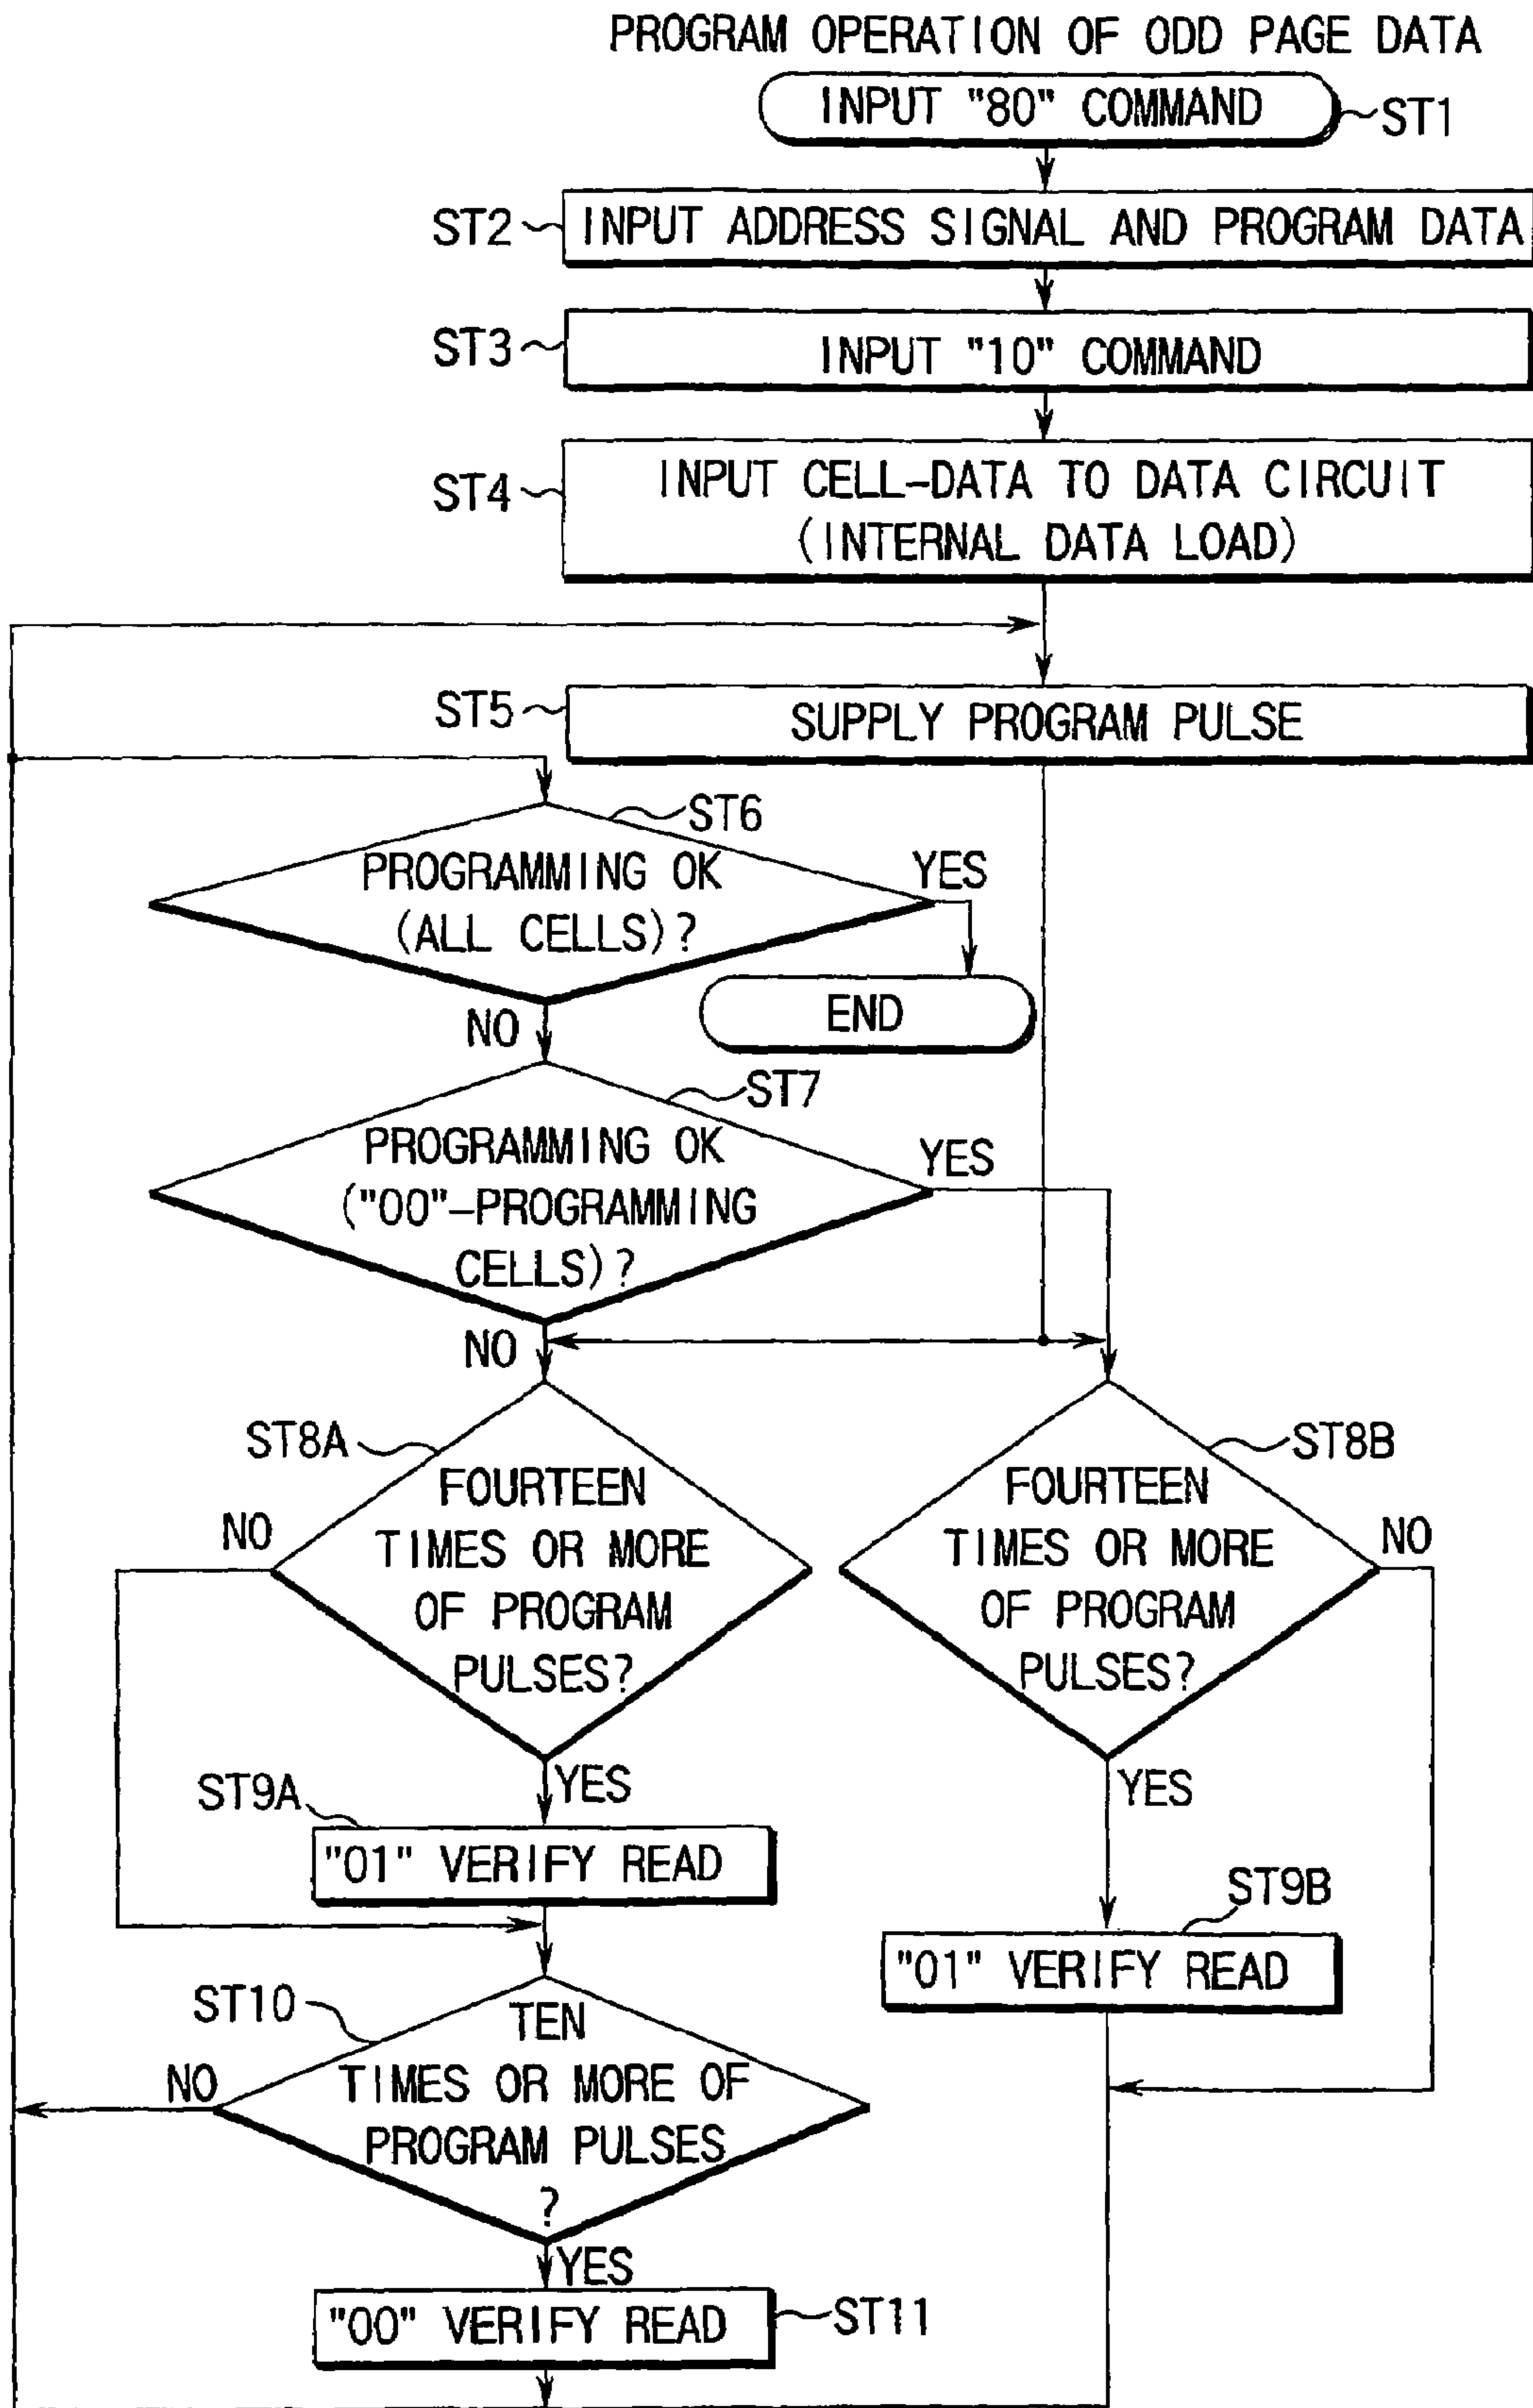 PROGRAM OPERATION OF ODD PAGE DATA
INPUT "80" COMMAND
ST1
ST2
INPUT ADDRESS SIGNAL AND PROGRAM DATA
ST3
INPUT "10" COMMAND
ST4
INPUT CELL-DATA TO DATA CIRCUIT
(INTERNAL DATA LOAD)
ST5
SUPPLY PROGRAM PULSE
ST6
PROGRAMMING OK
(ALL CELLS)?
YES
END
NO
ST7
PROGRAMMING OK
("00"-PROGRAMMING
CELLS)?
YES
NO
ST8A
FOURTEEN
TIMES OR MORE
OF PROGRAM
PULSES?
NO
YES
ST8B
FOURTEEN
TIMES OR MORE
OF PROGRAM
PULSES?
NO
YES
ST9A
"01" VERIFY READ
ST9B
"01" VERIFY READ
ST10
TEN
TIMES OR MORE OF
PROGRAM PULSES
?
NO
YES
"00" VERIFY READ
ST11